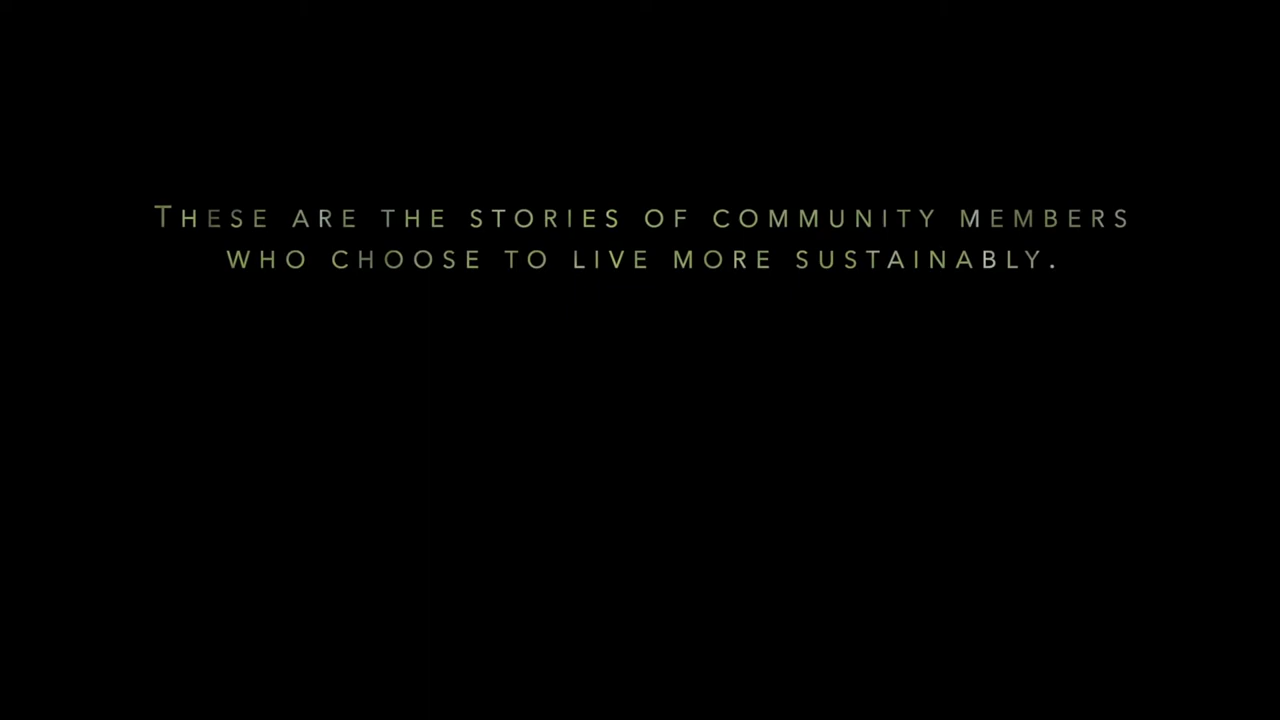 These are the stories of community members
who choose to live more sustainably.